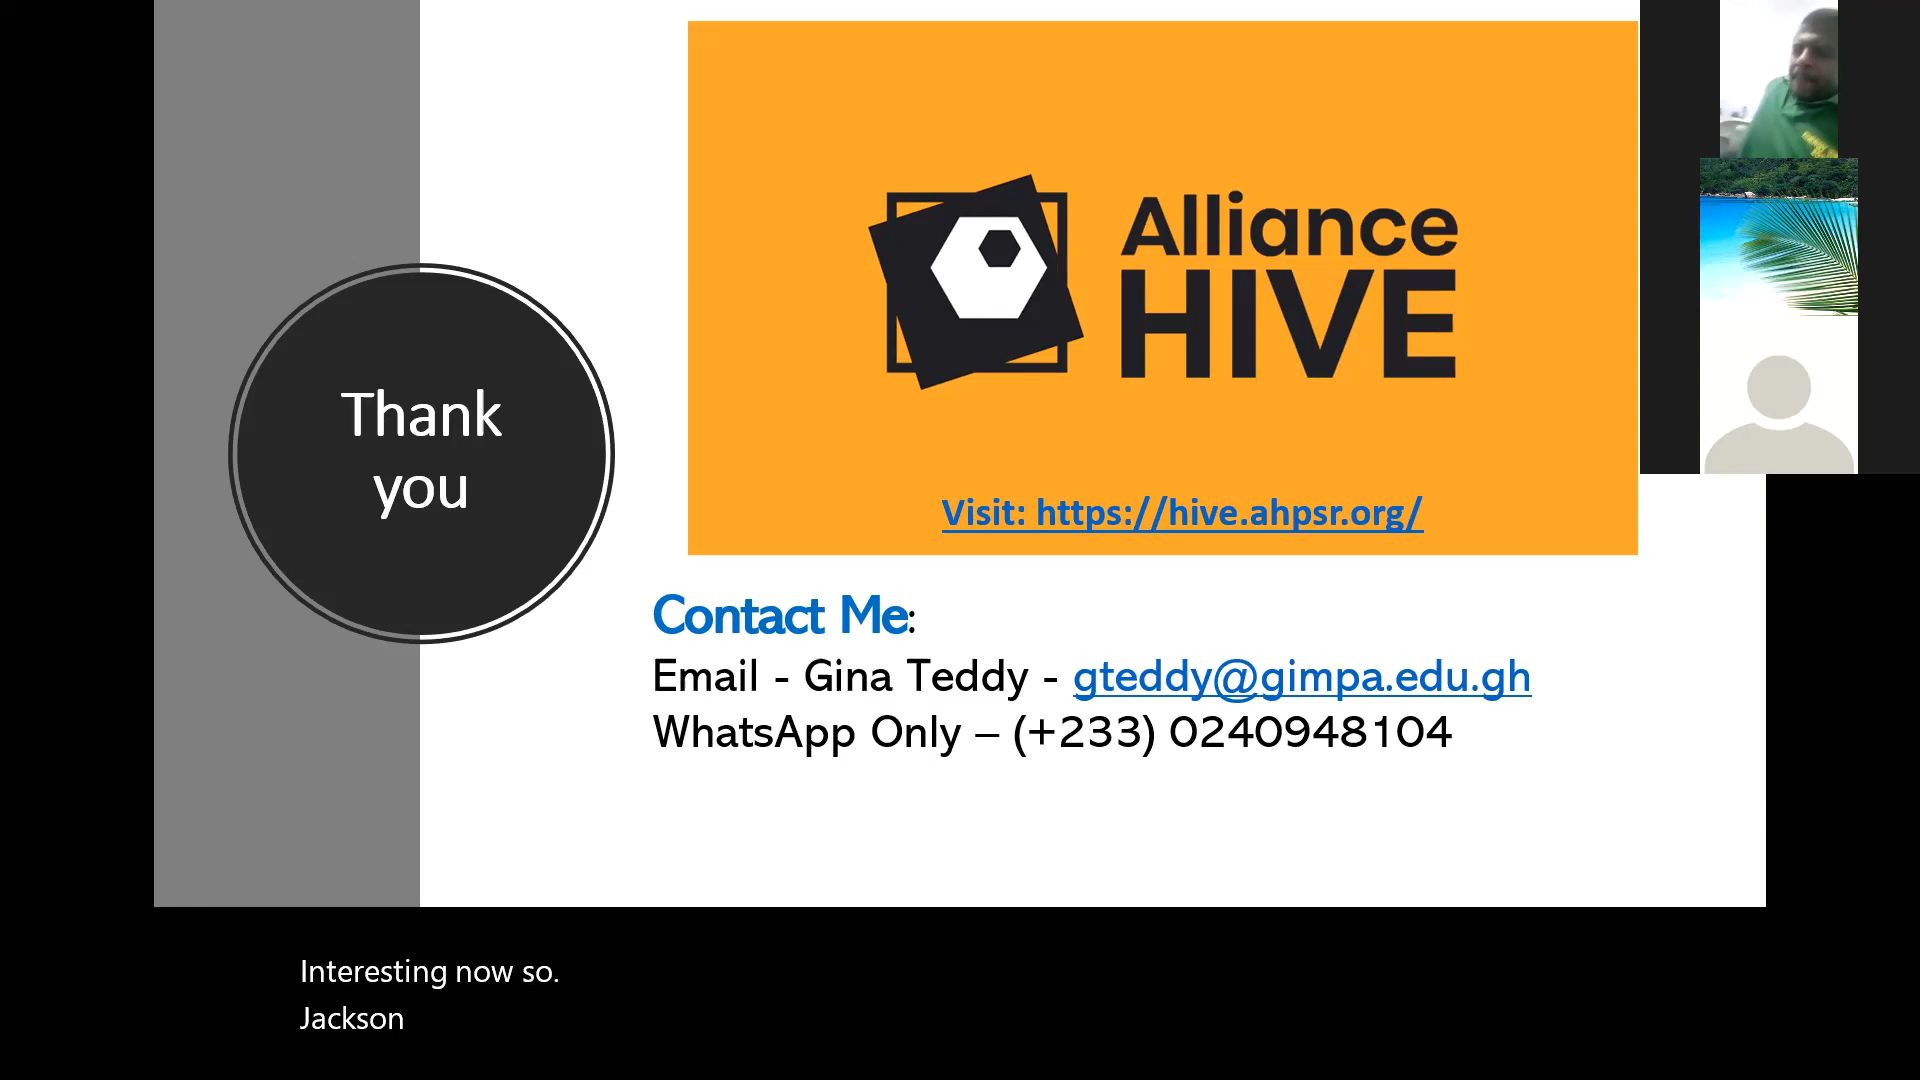 Thank
you
Alliance
HIVE
Visit: https://hive.ahpsr.org/
Contact Me:
Email - Gina Teddy - gteddy@gimpa.edu.gh
WhatsApp Only – (+233) 0240948104
Interesting now so.
Jackson